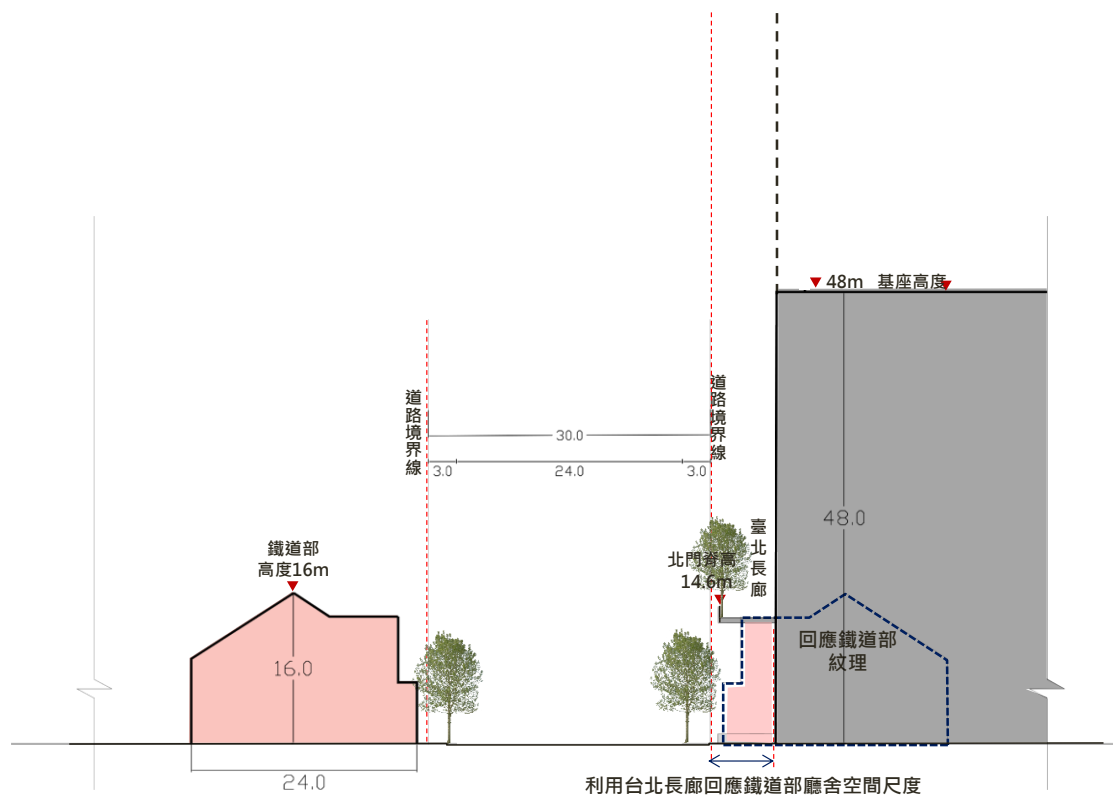 48m 基座高度
道路境界線
道路境界線
30.0
3.0
24.0
3.0
48.0
臺北長廊
鐵道部
高度16m
北門脊高
14.6m
回應鐵道部
紋理
16.0
24.0
利用台北長廊回應鐵道部廳舍空間尺度